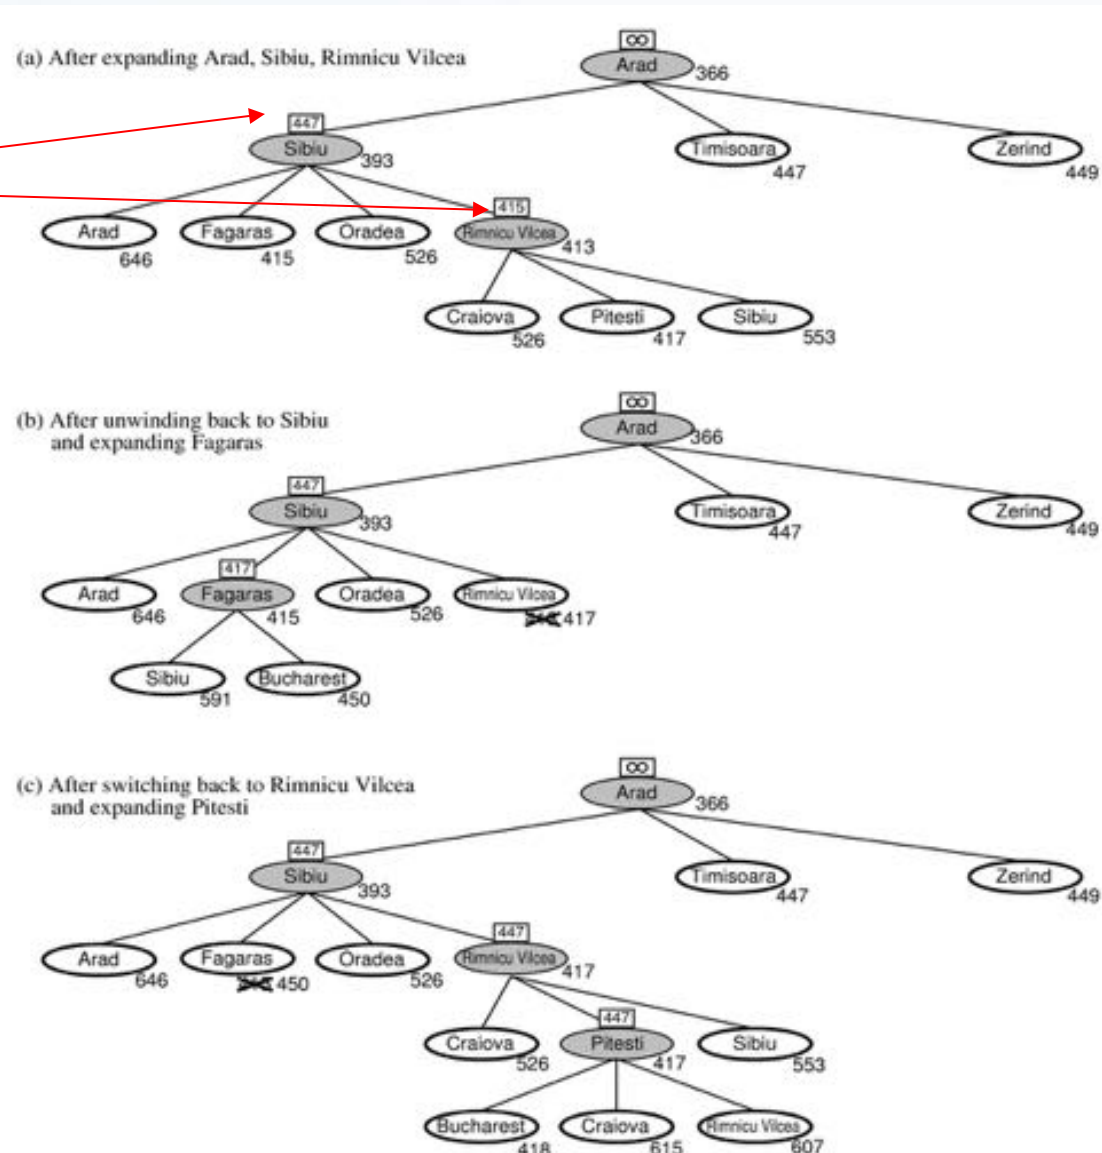 (a) After expanding Arad, Sibiu, Rimnicu Vilcea
∞
Arad
366
447
Sibiu
393
Timisoara
447
Zerind
449
Arad
646
Fagaras
415
Oradea
526
415
Rimnicu Vilcea
413
Craiova
526
Pitesti
417
Sibiu
553
(b) After unwinding back to Sibiu
and expanding Fagaras
∞
Arad
366
447
Sibiu
393
Timisoara
447
Zerind
449
Arad
646
417
Fagaras
415
Oradea
526
Rimnicu Vilcea
417
Sibiu
591
Bucharest
450
(c) After switching back to Rimnicu Vilcea
and expanding Pitesti
∞
Arad
366
447
Sibiu
393
Timisoara
447
Zerind
449
Arad
646
Fagaras
450
Oradea
526
447
Rimnicu Vilcea
417
Craiova
526
447
Pitesti
417
Sibiu
553
Bucharest
418
Craiova
615
Rimnicu Vilcea
607